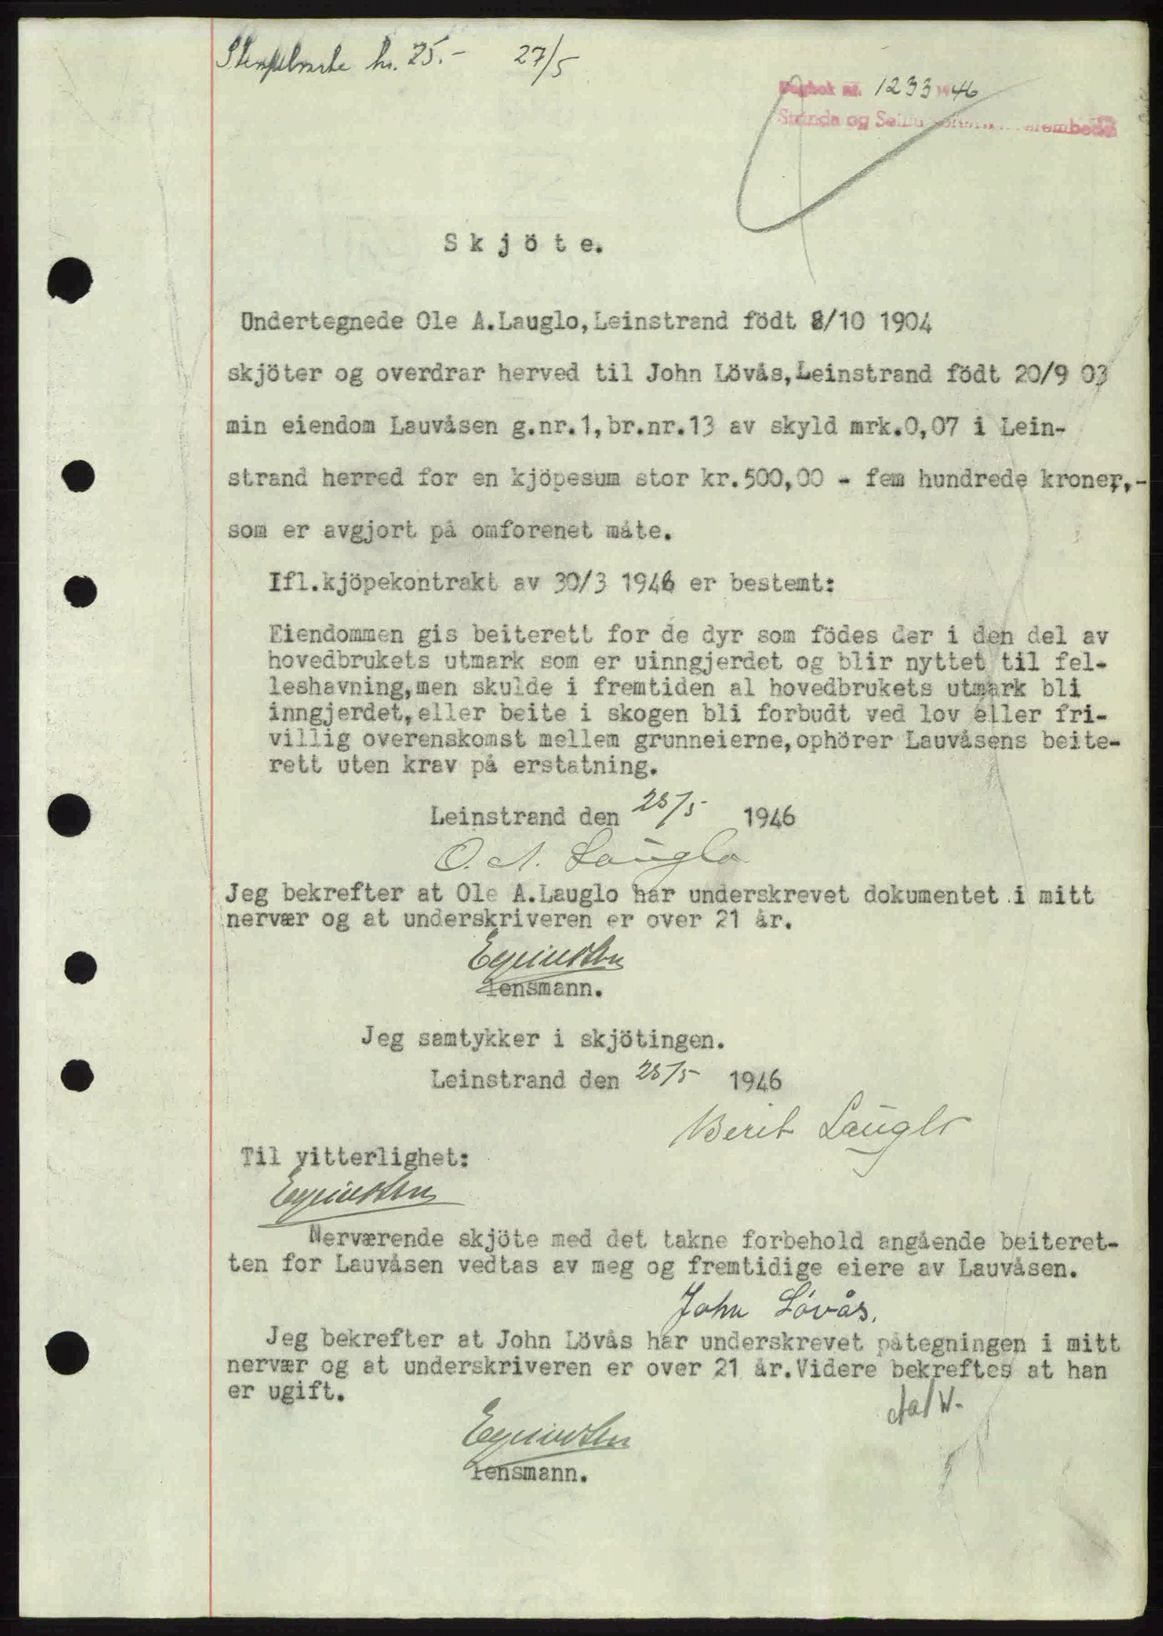 Stempelmerke kr. 25.- 27/5
Dagbok nr. 1233 1946
Strinda og Selbu sorenskriverembede
Skjöte.
Undertegnede Ole A.Lauglo,Leinstrand födt 8/10 1904
skjöter og overdrar herved til John Lövås,Leinstrand födt 20/9 03
min eiendom Lauvåsen g.nr.1,br.nr.13 av skyld mrk.0,07 i Lein-
strand herred for en kjöpesum stor kr.500,00 - fem hundrede kroner,-
som er avgjort på omforenet måte.
Ifl.kjöpekontrakt av 30/3 1946 er bestemt:
Eiendommen gis beiterett for de dyr som födes der i den del av
hovedbrukets utmark som er uinngjerdet og blir nyttet til fel-
leshavning,men skulde i fremtiden al hovedbrukets utmark bli
inngjerdet,eller beite i skogen bli forbudt ved lov eller fri-
villig overenskomst mellem grunneierne,ophörer Lauvåsens beite-
rett uten krav på erstatning.
Leinstrand den 25/5 1946
O. A. Lauglo
Jeg bekrefter at Ole A.Lauglo har underskrevet dokumentet i mitt
nervær og at underskriveren er over 21 år.
lensmann.
Jeg samtykker i skjötingen.
Leinstrand den 25/5 1946
Berit Lauglo
Til vitterlighet:
Nerværende skjöte med det takne forbehold angående beiteret-
ten for Lauvåsen vedtas av meg og fremtidige eiere av Lauvåsen.
John Lövås.
Jeg bekrefter at John Lövås har underskrevet påtegningen i mitt
nervær og at underskriveren er over 21 år.Videre bekreftes at han
er ugift.
lensmann.